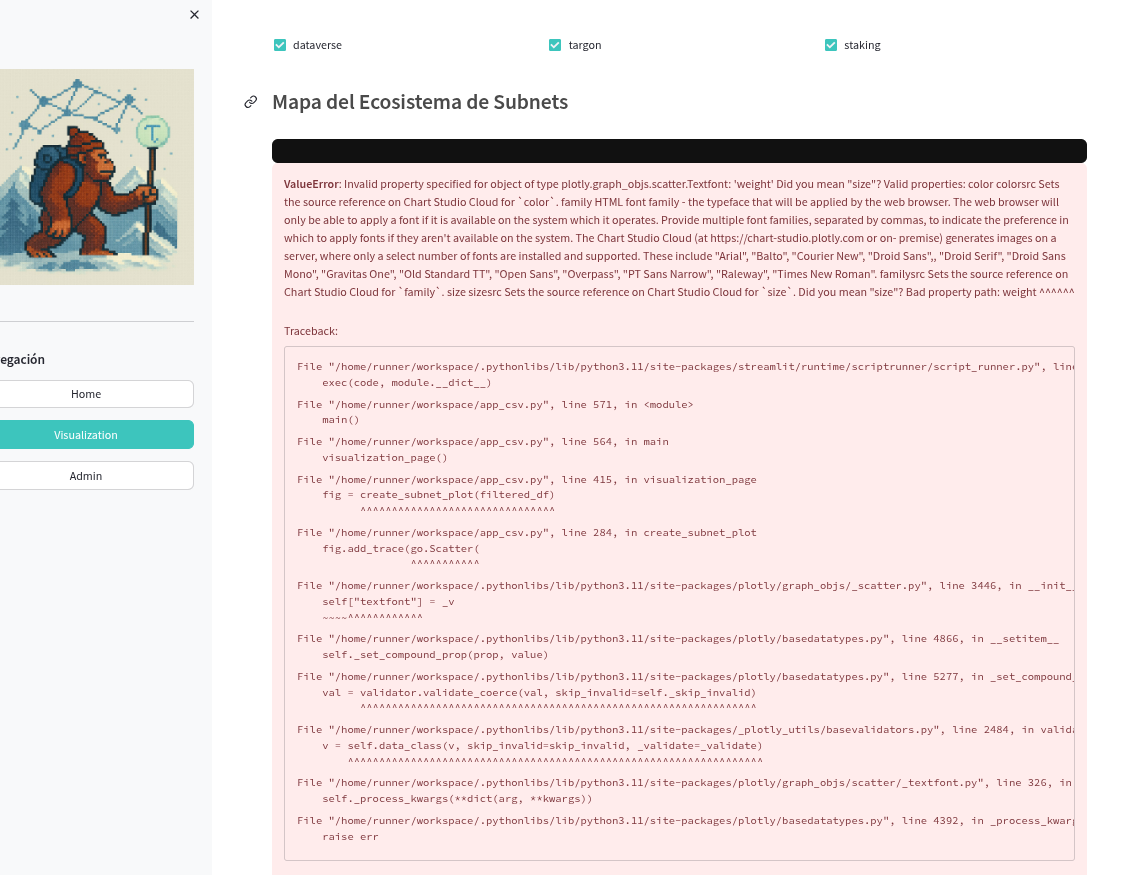 ✕
dataverse
targon
staking
Mapa del Ecosistema de Subnets
ValueError: Invalid property specified for object of type plotly.graph_objs.scatter.Textfont: 'weight' Did you mean "size"? Valid properties: color colorsrc Sets
the source reference on Chart Studio Cloud for `color`. family HTML font family - the typeface that will be applied by the web browser. The web browser will
only be able to apply a font if it is available on the system which it operates. Provide multiple font families, separated by commas, to indicate the preference in
which to apply fonts if they aren't available on the system. The Chart Studio Cloud (at https://chart-studio.plotly.com or on- premise) generates images on a
server, where only a select number of fonts are installed and supported. These include "Arial", "Balto", "Courier New", "Droid Sans",, "Droid Serif", "Droid Sans
Mono", "Gravitas One", "Old Standard TT", "Open Sans", "Overpass", "PT Sans Narrow", "Raleway", "Times New Roman". familysrc Sets the source reference on
Chart Studio Cloud for `family`. size sizesrc Sets the source reference on Chart Studio Cloud for `size`. Did you mean "size"? Bad property path: weight ^^^^^^
Traceback:
File "/home/runner/workspace/.pythonlibs/lib/python3.11/site-packages/streamlit/runtime/scriptrunner/script_runner.py", line
exec(code, module.__dict__)
File "/home/runner/workspace/app_csv.py", line 571, in <module>
main()
File "/home/runner/workspace/app_csv.py", line 564, in main
visualization_page()
File "/home/runner/workspace/app_csv.py", line 415, in visualization_page
fig = create_subnet_plot(filtered_df)
^^^^^^^^^^^^^^^^^^^^^^^^^^^^^^^
File "/home/runner/workspace/app_csv.py", line 284, in create_subnet_plot
fig.add_trace(go.Scatter(
^^^^^^^^^^^
File "/home/runner/workspace/.pythonlibs/lib/python3.11/site-packages/plotly/graph_objs/_scatter.py", line 3446, in __init__
self["textfont"] = _v
~~~~^^^^^^^^^^^^
File "/home/runner/workspace/.pythonlibs/lib/python3.11/site-packages/plotly/basedatatypes.py", line 4866, in __setitem__
self._set_compound_prop(prop, value)
File "/home/runner/workspace/.pythonlibs/lib/python3.11/site-packages/plotly/basedatatypes.py", line 5277, in _set_compound_
val = validator.validate_coerce(val, skip_invalid=self._skip_invalid)
^^^^^^^^^^^^^^^^^^^^^^^^^^^^^^^^^^^^^^^^^^^^^^^^^^^^^^^^^^^^^^^
File "/home/runner/workspace/.pythonlibs/lib/python3.11/site-packages/_plotly_utils/basevalidators.py", line 2484, in valida
v = self.data_class(v, skip_invalid=skip_invalid, _validate=_validate)
^^^^^^^^^^^^^^^^^^^^^^^^^^^^^^^^^^^^^^^^^^^^^^^^^^^^^^^^^^^^^^^^^^
File "/home/runner/workspace/.pythonlibs/lib/python3.11/site-packages/plotly/graph_objs/scatter/_textfont.py", line 326, in
self._process_kwargs(**dict(arg, **kwargs))
File "/home/runner/workspace/.pythonlibs/lib/python3.11/site-packages/plotly/basedatatypes.py", line 4392, in _process_kwarg
raise err
egación
Home
Visualization
Admin